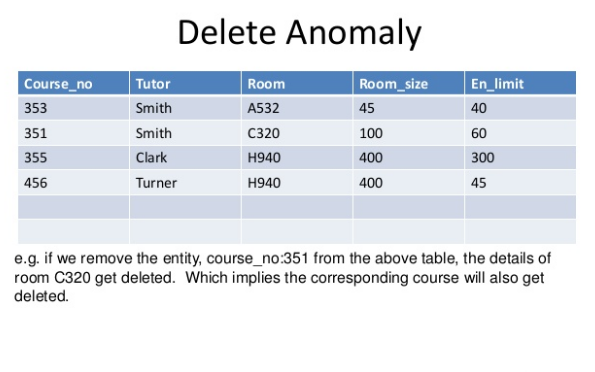 Delete Anomaly
Course_no Tutor Room Room_size En_limit
353 Smith A532 45 40
351 Smith C320 100 60
355 Clark H940 400 300
456 Turner H940 400 45
e.g. if we remove the entity, course_no:351 from the above table, the details of
room C320 get deleted. Which implies the corresponding course will also get
deleted.